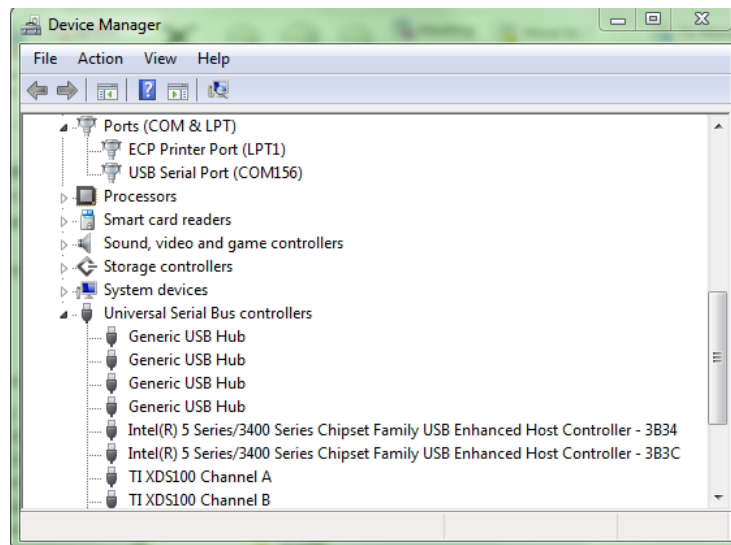 Device Manager
File Action View Help
Ports (COM & LPT)
ECP Printer Port (LPT1)
USB Serial Port (COM156)
Processors
Smart card readers
Sound, video and game controllers
Storage controllers
System devices
Universal Serial Bus controllers
Generic USB Hub
Generic USB Hub
Generic USB Hub
Generic USB Hub
Intel(R) 5 Series/3400 Series Chipset Family USB Enhanced Host Controller - 3B34
Intel(R) 5 Series/3400 Series Chipset Family USB Enhanced Host Controller - 3B3C
TI XDS100 Channel A
TI XDS100 Channel B